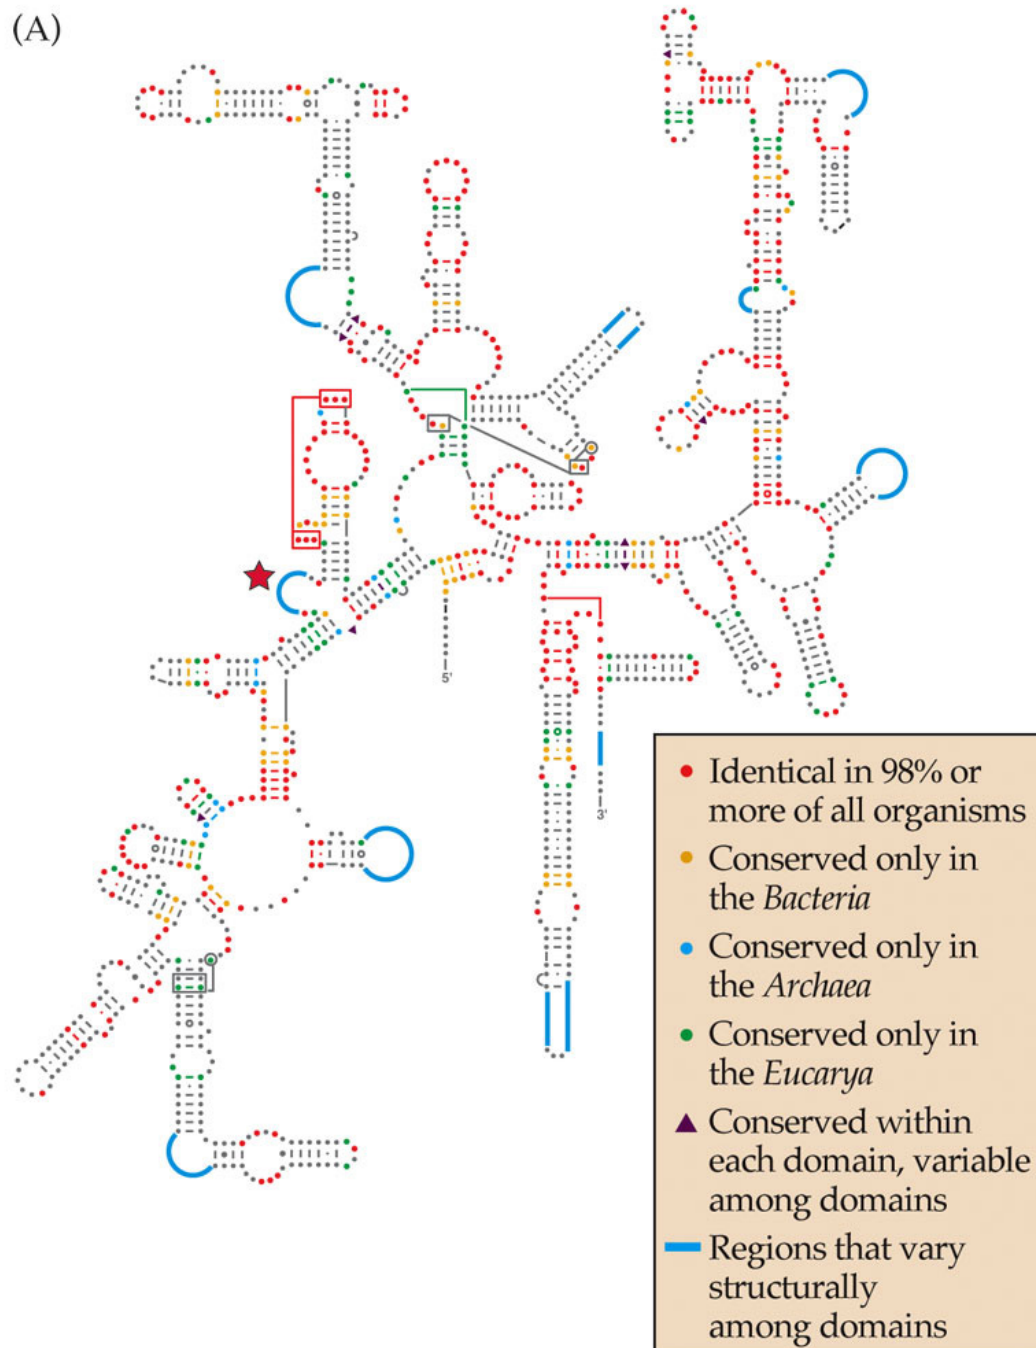 (A)
5'
3'
Identical in 98% or
more of all organisms
Conserved only in
the Bacteria
Conserved only in
the Archaea
Conserved only in
the Eucarya
Conserved within
each domain, variable
among domains
Regions that vary
structurally
among domains